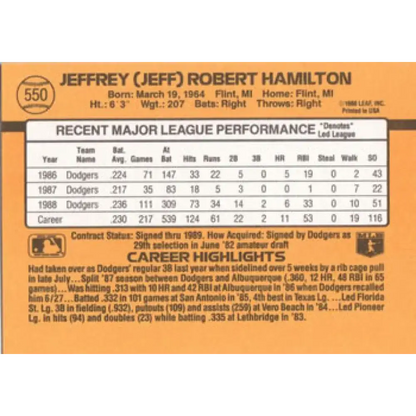 550
JEFFREY (JEFF) ROBERT HAMILTON
Born: March 19, 1964 Flint, MI Home: Flint, MI
Ht.: 6'3" Wgt.: 207 Bats: Right Throws: Right
©1988 LEAF, INC.
Printed in USA
RECENT MAJOR LEAGUE PERFORMANCE "Denotes" Led League
Year Team Name Bat. Avg. Games At Bat Hits Runs 2B 3B HR RBI Steal Walk SO
1986 Dodgers .224 71 147 33 22 5 0 5 19 0 2 43
1987 Dodgers .217 35 83 18 5 3 0 0 1 0 7 22
1988 Dodgers .236 111 309 73 34 14 2 6 33 0 10 51
Career .230 217 539 124 61 22 2 11 53 0 19 116
Contract Status: Signed thru 1989. How Acquired: Signed by Dodgers as
29th selection in June '82 amateur draft
CAREER HIGHLIGHTS
Had taken over as Dodgers' regular 3B last year when sidelined over 5 weeks by a rib cage pull
in late July...Split '87 season between Dodgers and Albuquerque (.360, 12 HR, 48 RBI in 65
games)...Was hitting .313 with 10 HR and 42 RBI at Albuquerque in '86 when Dodgers recalled
him 6/27...Batted .332 in 101 games at San Antonio in '85, 4th best in Texas Lg....Led Florida
St. Lg. 3B in fielding (.932), putouts (109) and assists (259) at Vero Beach in '84...Led Pioneer
Lg. in hits (94) and doubles (23) while batting .335 at Lethbridge in '83.